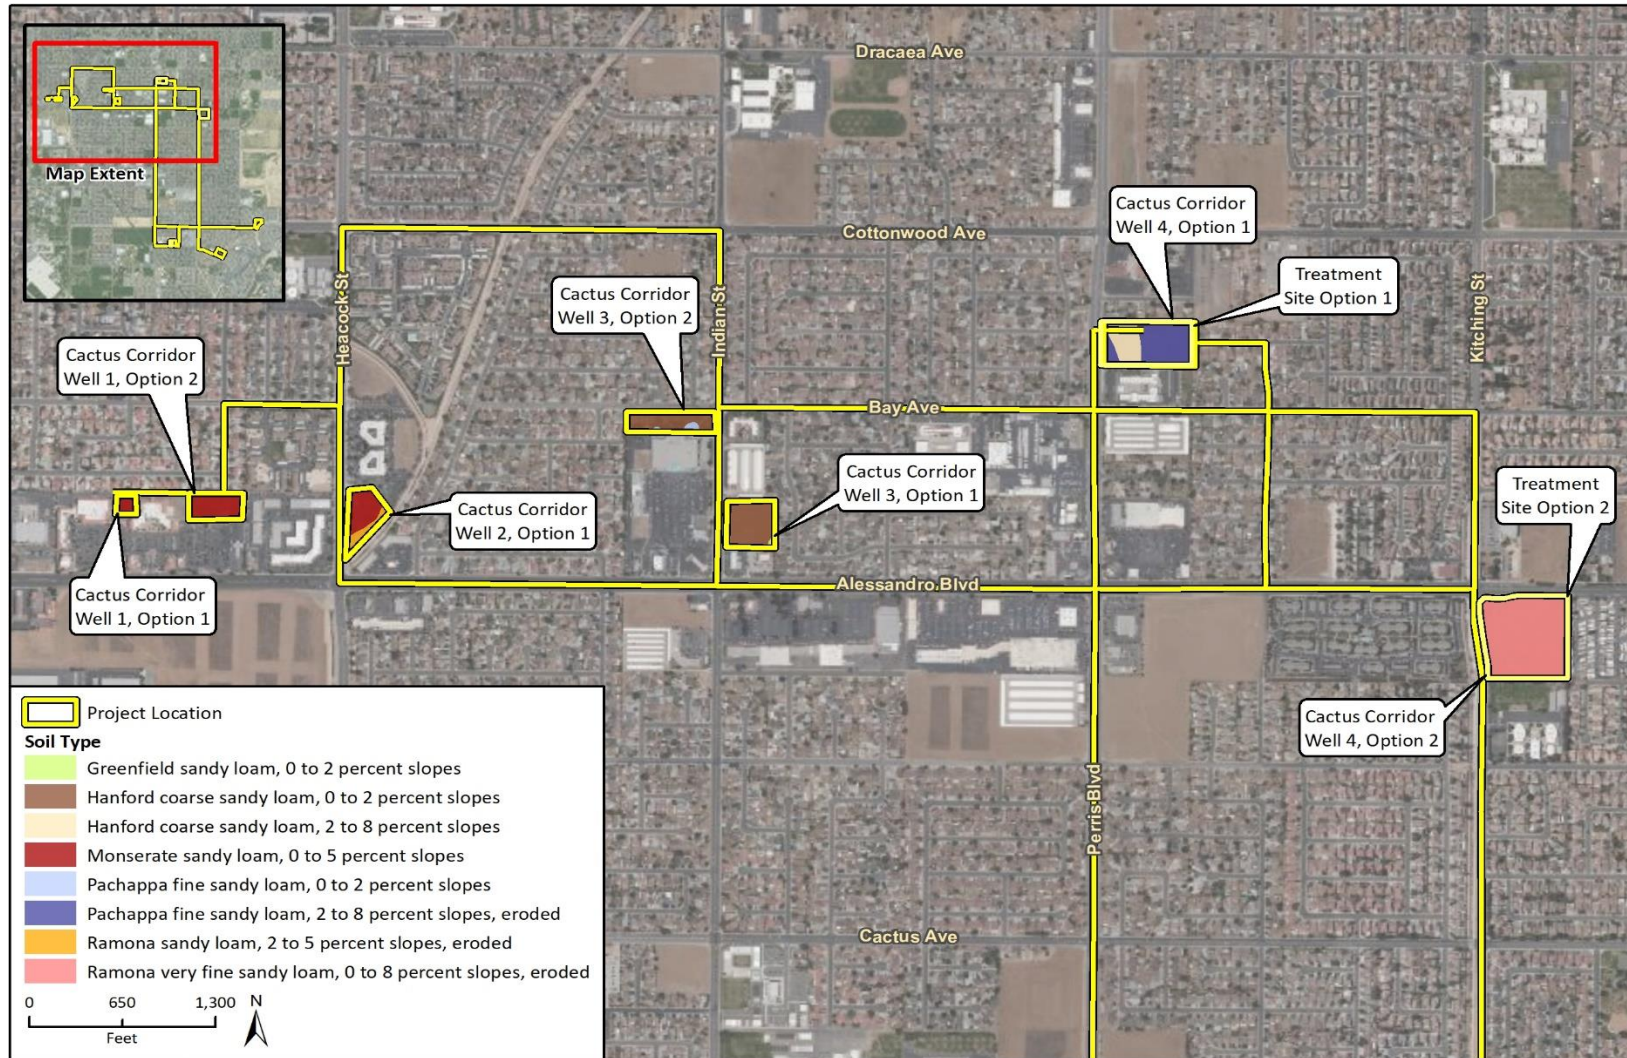 Dracaea Ave
Map Extent
Cottonwood Ave
Cactus Corridor
Well 4, Option 1
Treatment
Site Option 1
Heacock St
Cactus Corridor
Well 3, Option 2
Indian St
Kitching St
Cactus Corridor
Well 1, Option 2
Bay Ave
Cactus Corridor
Well 3, Option 1
Treatment
Site Option 2
Cactus Corridor
Well 2, Option 1
Cactus Corridor
Well 1, Option 1
Alessandro Blvd
Cactus Corridor
Well 4, Option 2
Perris Blvd
Cactus Ave
Project Location
Soil Type
Greenfield sandy loam, 0 to 2 percent slopes
Hanford coarse sandy loam, 0 to 2 percent slopes
Hanford coarse sandy loam, 2 to 8 percent slopes
Monserate sandy loam, 0 to 5 percent slopes
Pachappa fine sandy loam, 0 to 2 percent slopes
Pachappa fine sandy loam, 2 to 8 percent slopes, eroded
Ramona sandy loam, 2 to 5 percent slopes, eroded
Ramona very fine sandy loam, 0 to 8 percent slopes, eroded
0 650 1,300 N
Feet